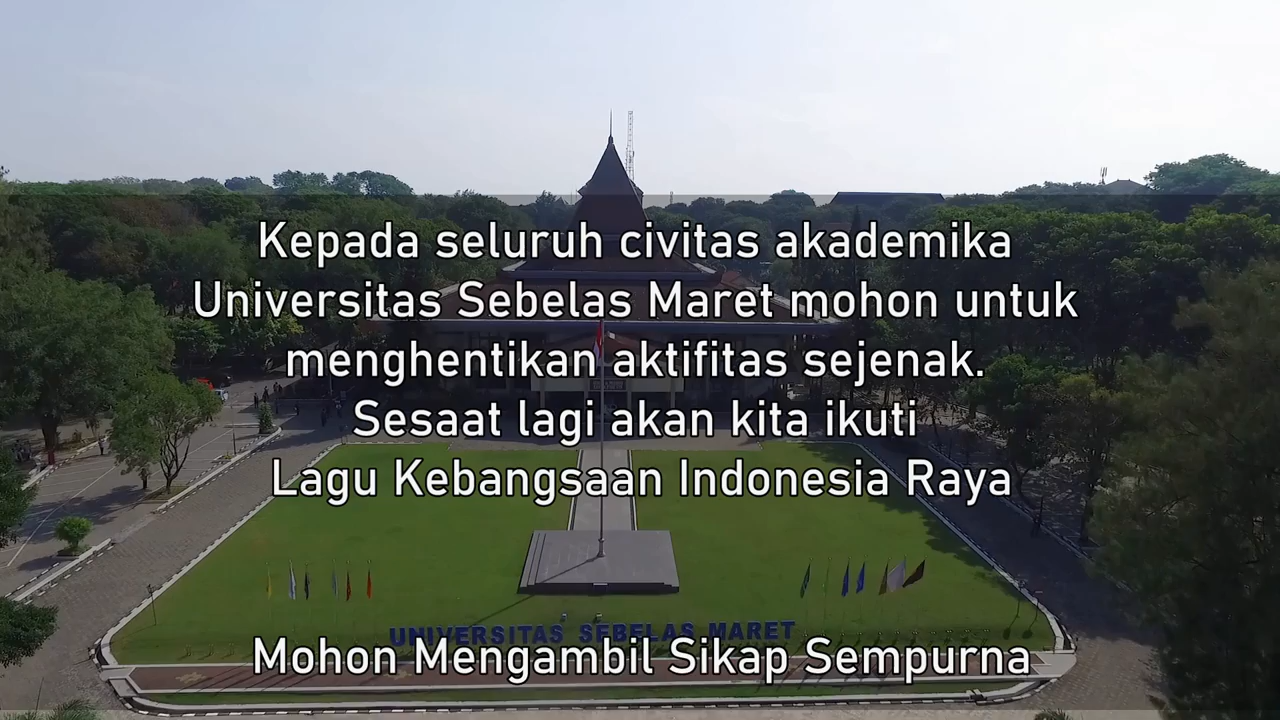 Kepada seluruh civitas akademika
Universitas Sebelas Maret mohon untuk
menghentikan aktifitas sejenak.
Sesaat lagi akan kita ikuti
Lagu Kebangsaan Indonesia Raya
UNIVERSITAS SEBELAS MARET
Mohon Mengambil Sikap Sempurna